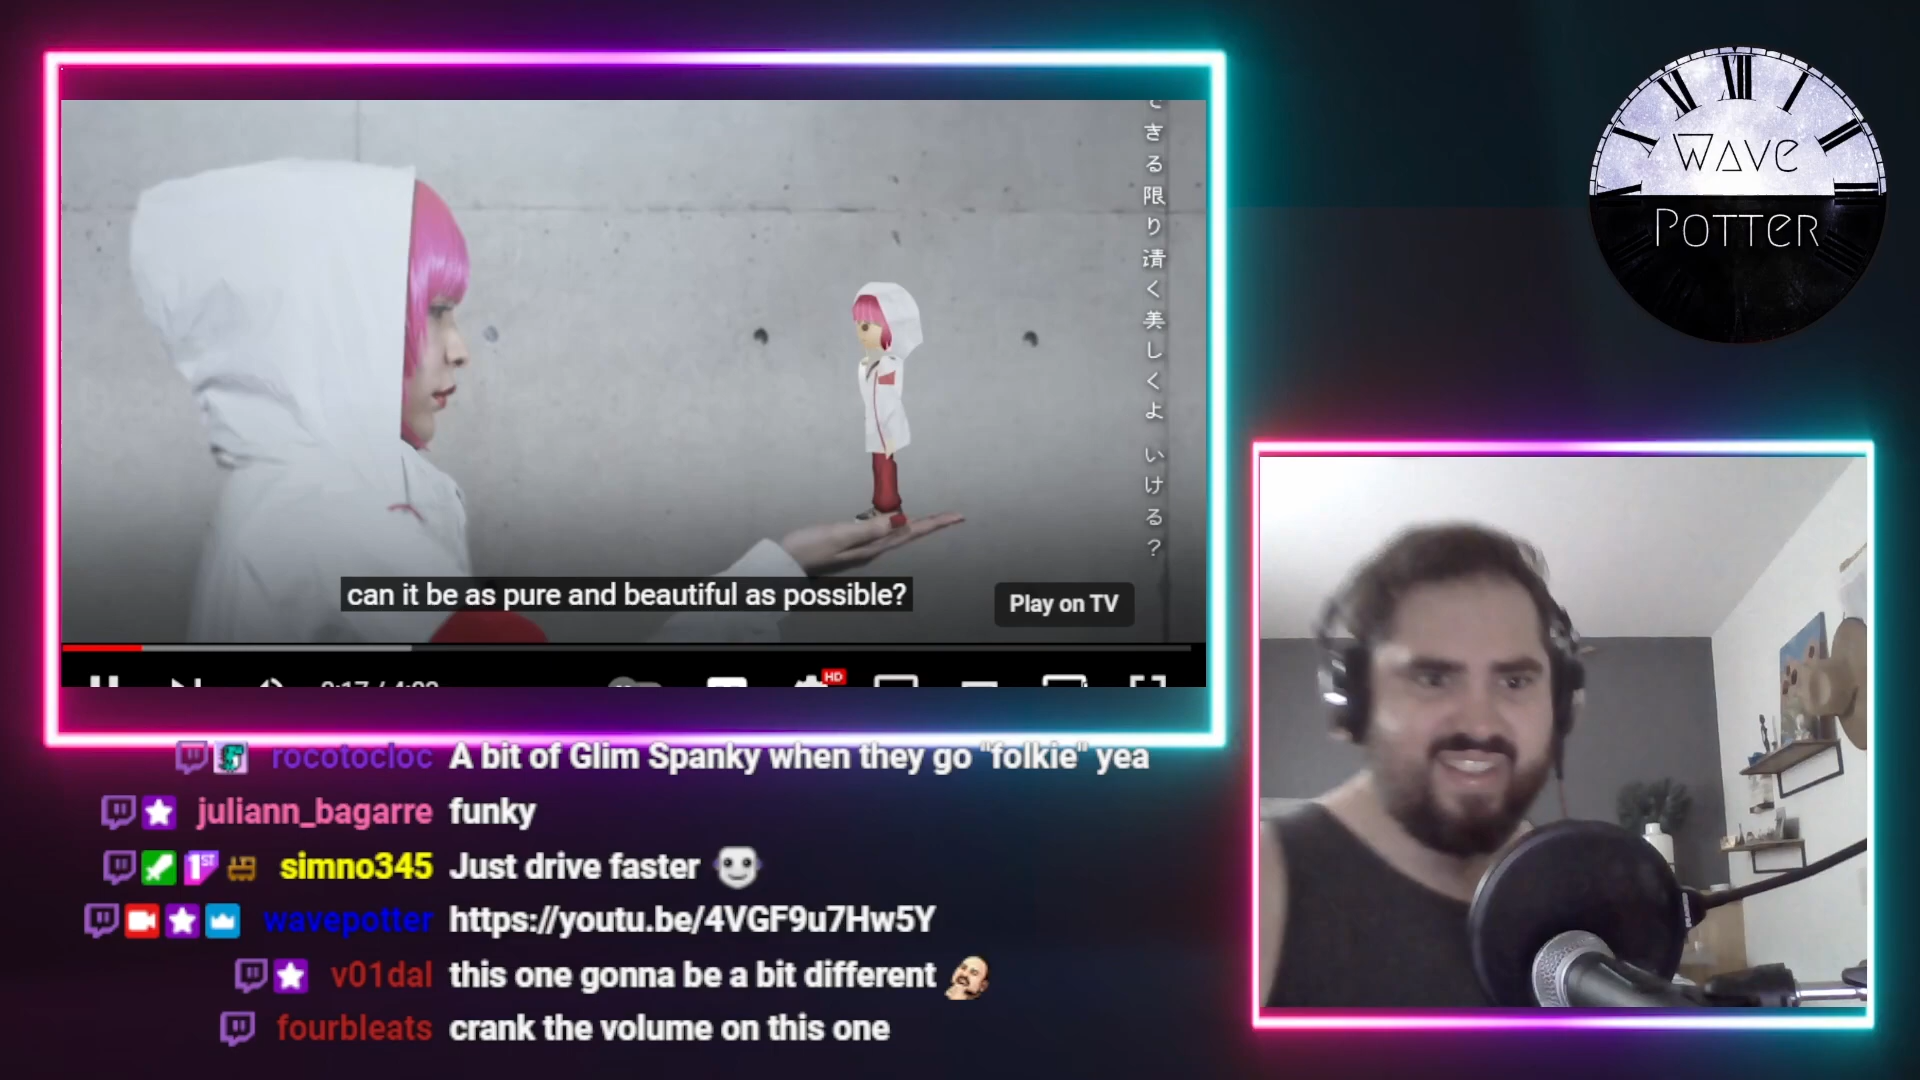 WAVE
POTTER
きる限り清く美しくよ いける?
can it be as pure and beautiful as possible?
Play on TV
HD
rocotocloc A bit of Glim Spanky when they go "folkie" yea
juliann_bagarre funky
1ST simno345 Just drive faster
wavepotter https://youtu.be/4VGF9u7Hw5Y
v01dal this one gonna be a bit different
fourbleats crank the volume on this one